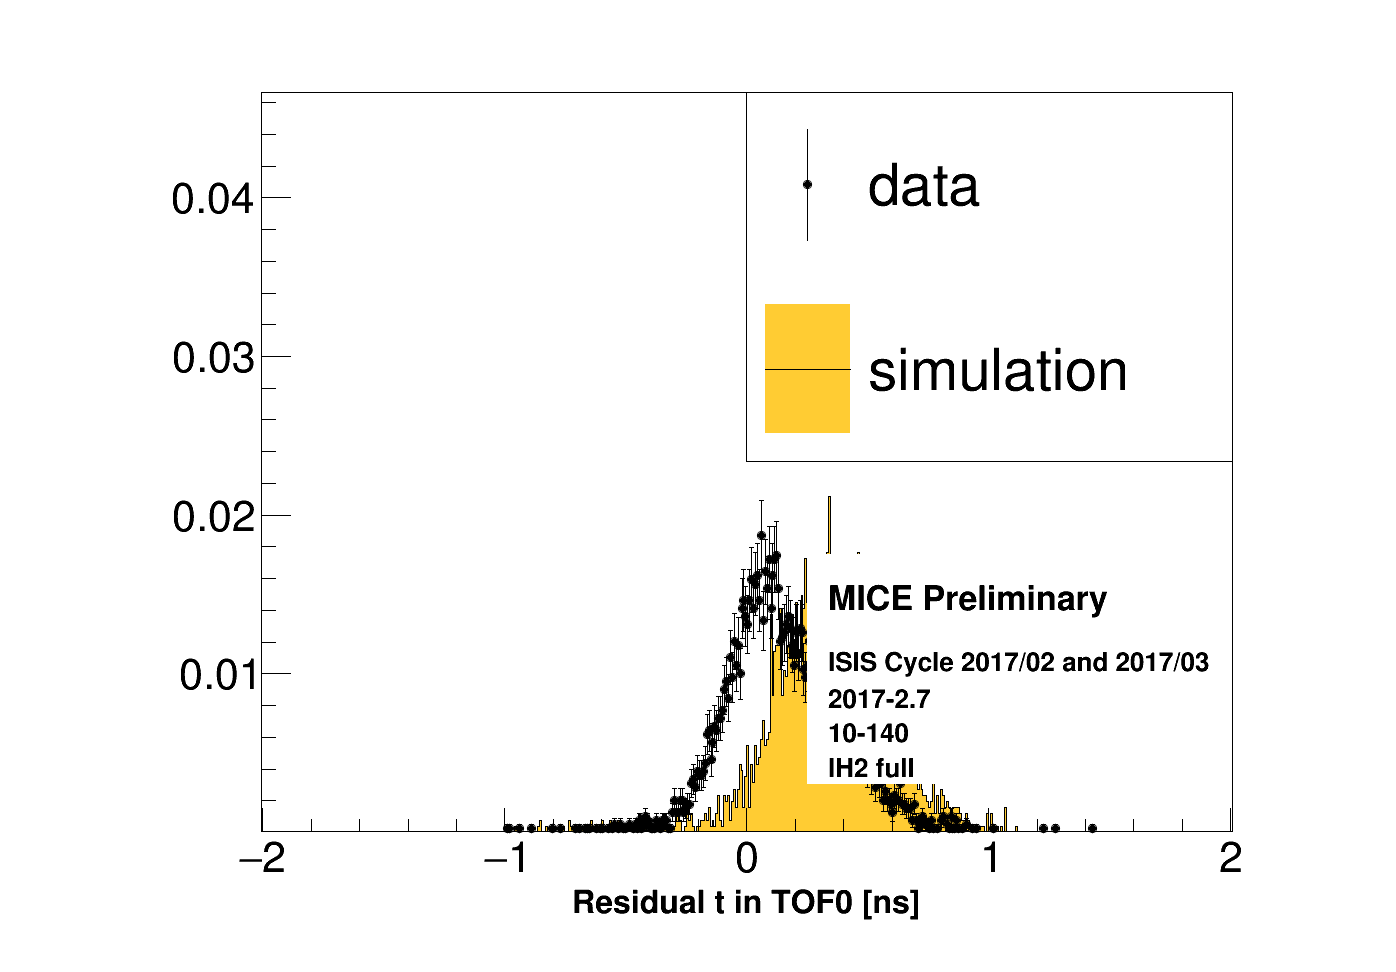 data
simulation
0.04
0.03
0.02
0.01
MICE Preliminary
ISIS Cycle 2017/02 and 2017/03
2017-2.7
10-140
IH2 full
−2 −1 0 1 2
Residual t in TOF0 [ns]